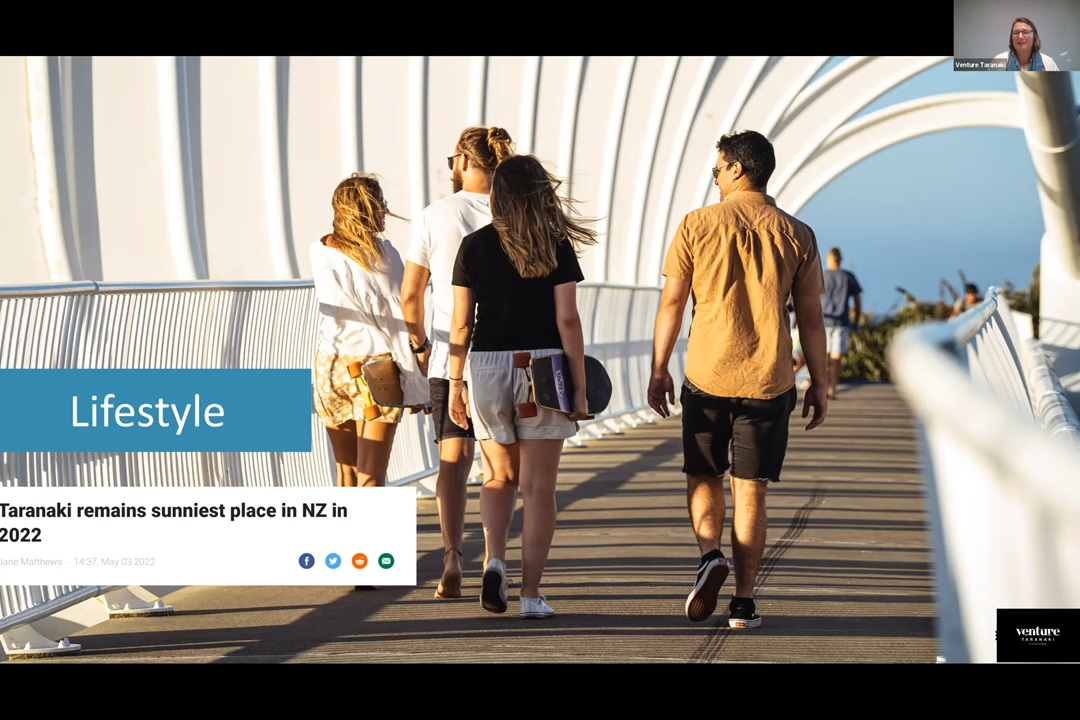 Venture Taranaki
Lifestyle
Taranaki remains sunniest place in NZ in
2022
Jane Matthews · 14:37, May 03 2022
venture
TARANAKI